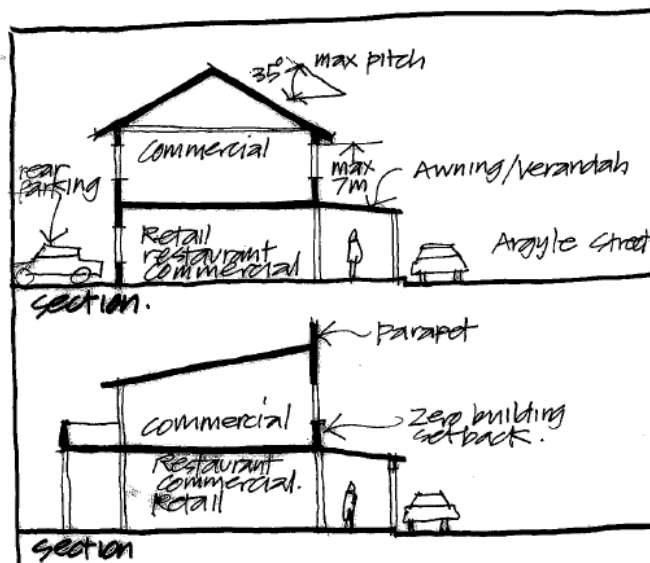 35° max pitch
commercial
max
7m
Awning/verandah
rear
parking
Retail
restaurant
commercial
Argyle Street
section.
parapet
commercial
Zero building
setback.
Restaurant
commercial.
Retail
section